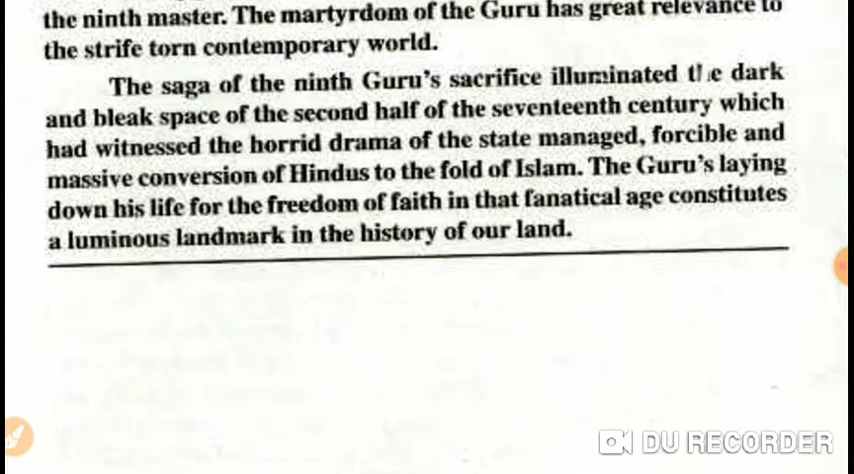 the ninth master. The martyrdom of the Guru has great relevance to
the strife torn contemporary world.
The saga of the ninth Guru's sacrifice illuminated the dark
and bleak space of the second half of the seventeenth century which
had witnessed the horrid drama of the state managed, forcible and
massive conversion of Hindus to the fold of Islam. The Guru's laying
down his life for the freedom of faith in that fanatical age constitutes
a luminous landmark in the history of our land.
DU RECORDER